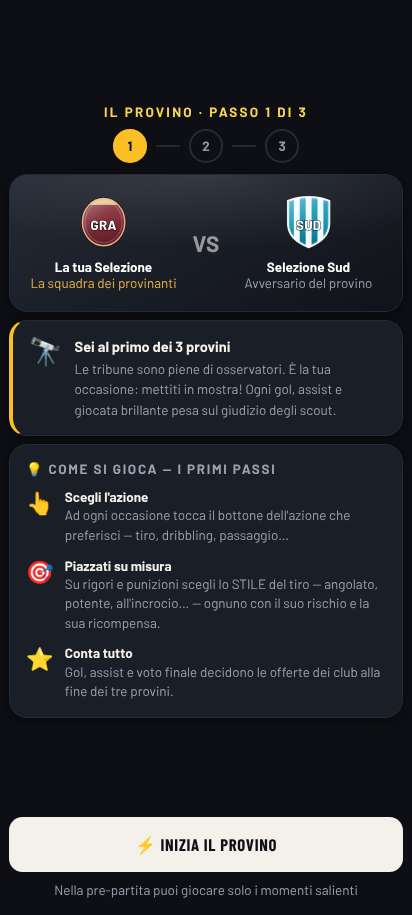 IL PROVINO · PASSO 1 DI 3
1
2
3
GRA
VS
SUD
La tua Selezione
La squadra dei provinanti
Selezione Sud
Avversario del provino
Sei al primo dei 3 provini
Le tribune sono piene di osservatori. È la tua
occasione: mettiti in mostra! Ogni gol, assist e
giocata brillante pesa sul giudizio degli scout.
COME SI GIOCA — I PRIMI PASSI
Scegli l'azione
Ad ogni occasione tocca il bottone dell'azione che
preferisci — tiro, dribbling, passaggio...
Piazzati su misura
Su rigori e punizioni scegli lo STILE del tiro — angolato,
potente, all'incrocio... — ognuno con il suo rischio e la
sua ricompensa.
Conta tutto
Gol, assist e voto finale decidono le offerte dei club alla
fine dei tre provini.
⚡ INIZIA IL PROVINO
Nella pre-partita puoi giocare solo i momenti salienti